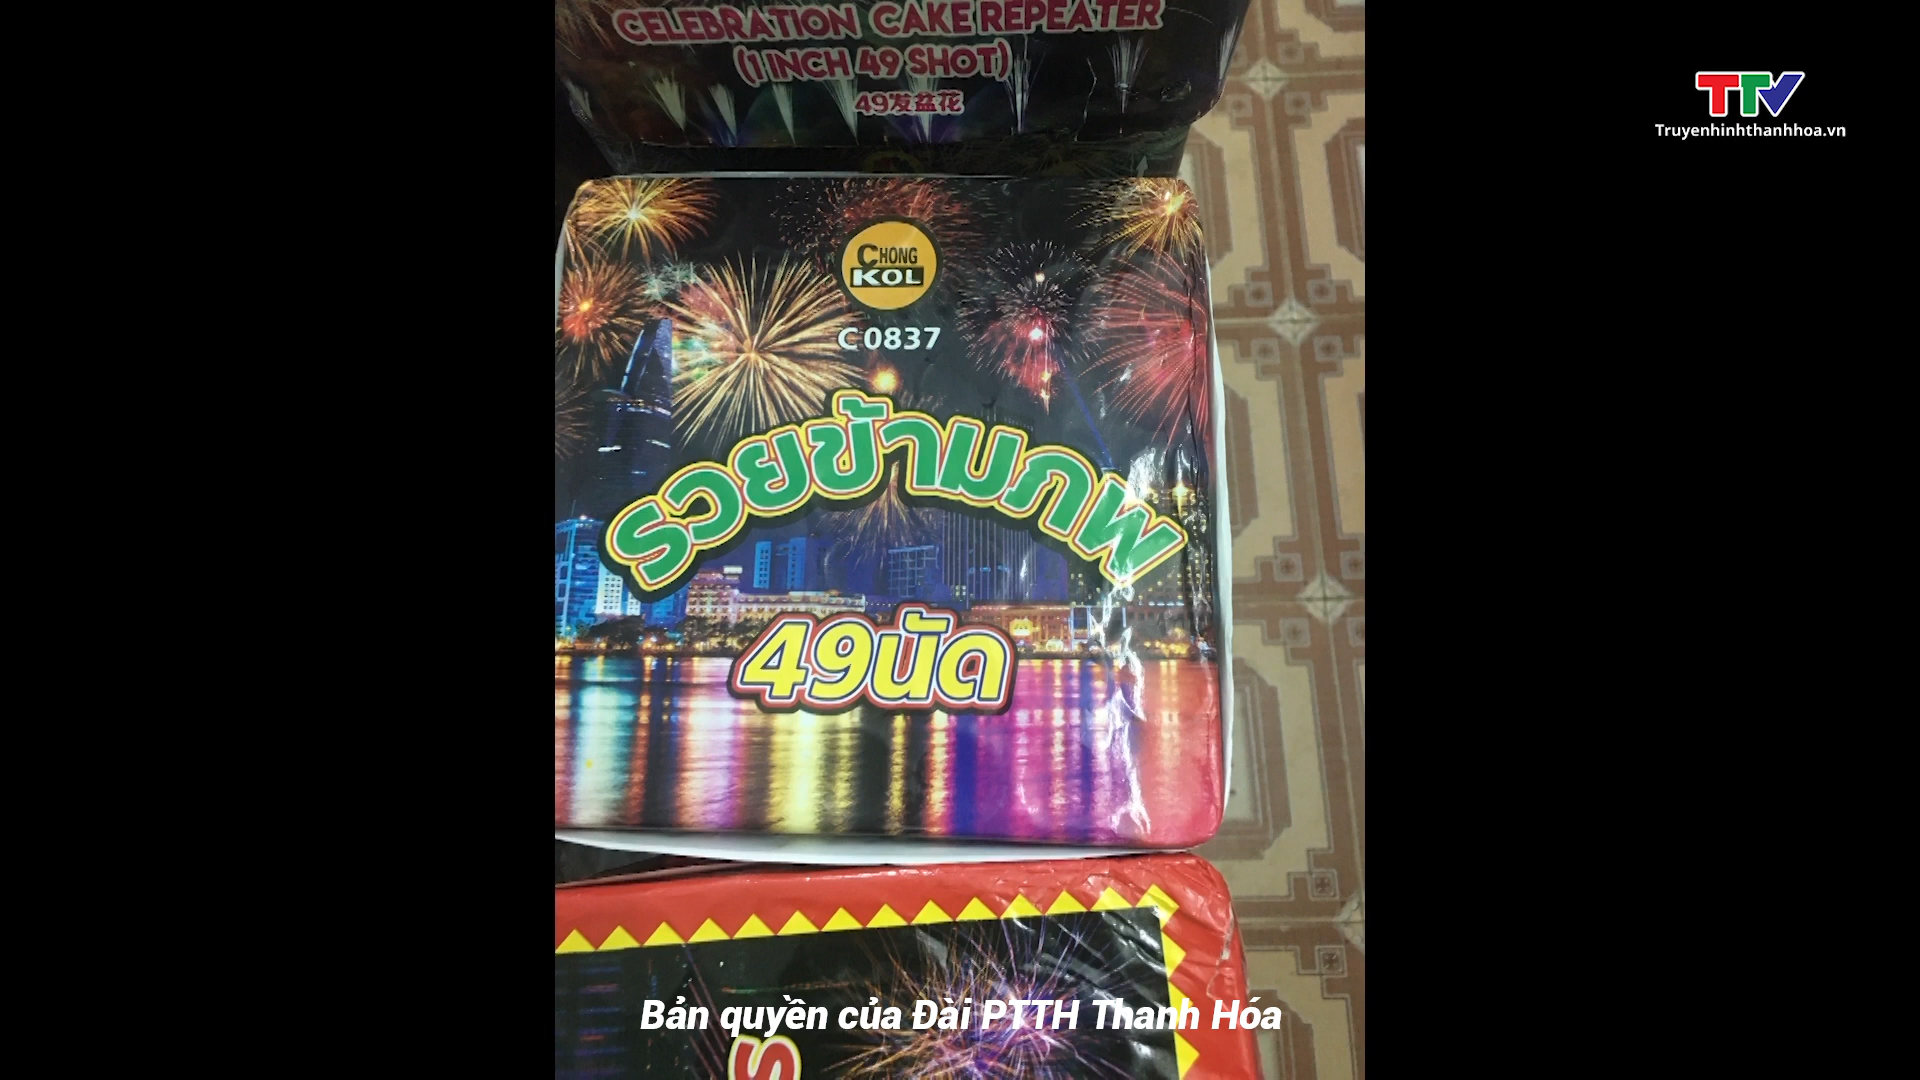 CELEBRATION CAKE REPEATER
(1 INCH 49 SHOT)
49发盆花
TTV
Truyenhinhthanhhoa.vn
CHONG
KOL
C0837
รวยข้ามภพ
49นัด
Bản quyền của Đài PTTH Thanh Hóa